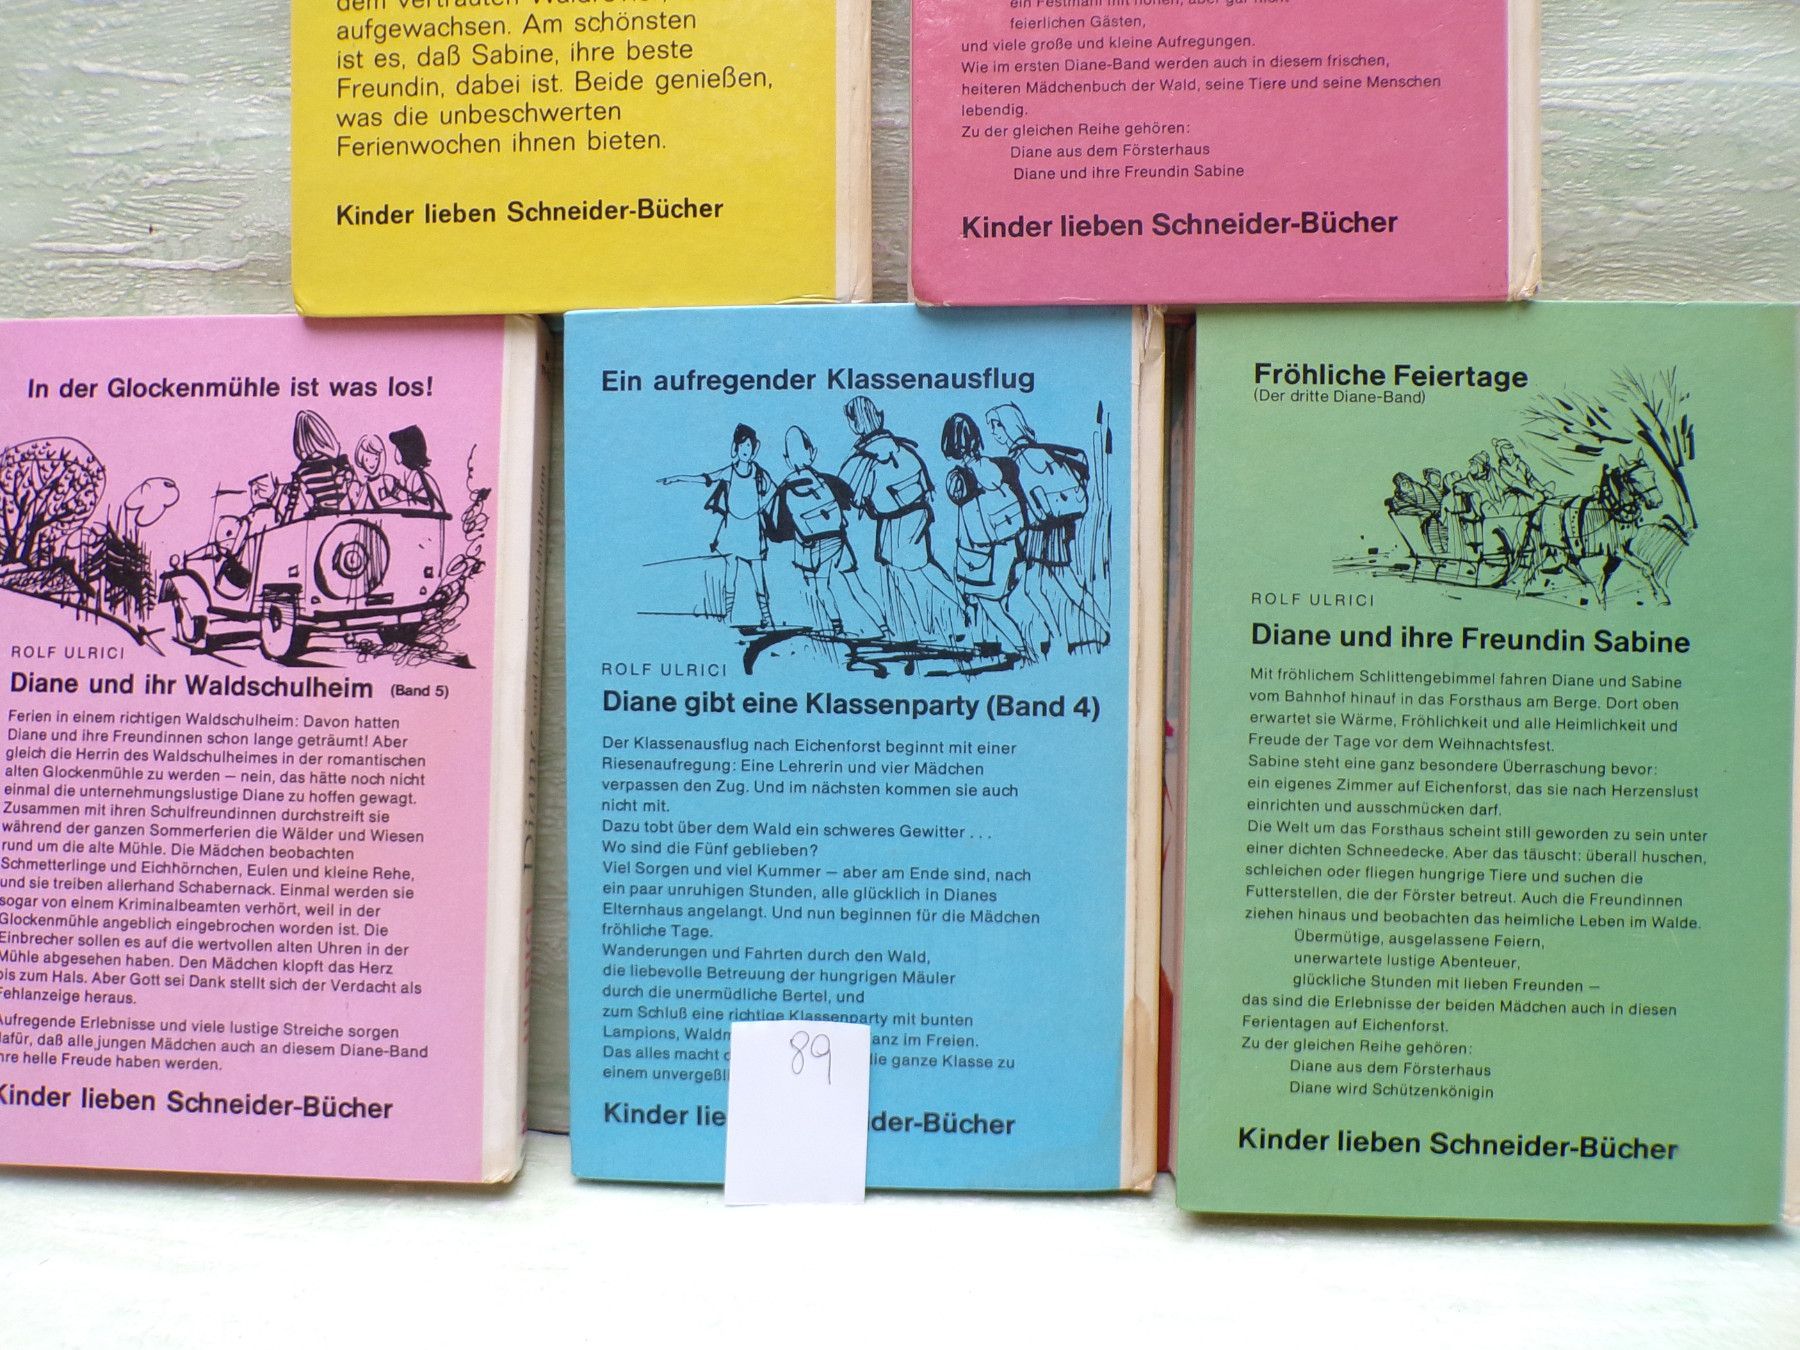 aufgewachsen. Am schönsten
ist es, daß Sabine, ihre beste
Freundin, dabei ist. Beide genießen,
was die unbeschwerten
Ferienwochen ihnen bieten.
Kinder lieben Schneider-Bücher
feierlichen Gästen,
und viele große und kleine Aufregungen.
Wie im ersten Diane-Band werden auch in diesem frischen,
heiteren Mädchenbuch der Wald, seine Tiere und seine Menschen
lebendig.
Zu der gleichen Reihe gehören:
Diane aus dem Försterhaus
Diane und ihre Freundin Sabine
Kinder lieben Schneider-Bücher
In der Glockenmühle ist was los!
ROLF ULRICI
Diane und ihr Waldschulheim (Band 5)
Ferien in einem richtigen Waldschulheim: Davon hatten
Diane und ihre Freundinnen schon lange geträumt! Aber
gleich die Herrin des Waldschulheimes in der romantischen
alten Glockenmühle zu werden – nein, das hätte noch nicht
einmal die unternehmungslustige Diane zu hoffen gewagt.
Zusammen mit ihren Schulfreundinnen durchstreift sie
während der ganzen Sommerferien die Wälder und Wiesen
rund um die alte Mühle. Die Mädchen beobachten
Schmetterlinge und Eichhörnchen, Eulen und kleine Rehe,
und sie treiben allerhand Schabernack. Einmal werden sie
sogar von einem Kriminalbeamten verhört, weil in der
Glockenmühle angeblich eingebrochen worden ist. Die
Einbrecher sollen es auf die wertvollen alten Uhren in der
Mühle abgesehen haben. Den Mädchen klopft das Herz
bis zum Hals. Aber Gott sei Dank stellt sich der Verdacht als
Fehlanzeige heraus.
Aufregende Erlebnisse und viele lustige Streiche sorgen
dafür, daß alle jungen Mädchen auch an diesem Diane-Band
ihre helle Freude haben werden.
Kinder lieben Schneider-Bücher
Ein aufregender Klassenausflug
ROLF ULRICI
Diane gibt eine Klassenparty (Band 4)
Der Klassenausflug nach Eichenforst beginnt mit einer
Riesenaufregung: Eine Lehrerin und vier Mädchen
verpassen den Zug. Und im nächsten kommen sie auch
nicht mit.
Dazu tobt über dem Wald ein schweres Gewitter . . .
Wo sind die Fünf geblieben?
Viel Sorgen und viel Kummer – aber am Ende sind, nach
ein paar unruhigen Stunden, alle glücklich in Dianes
Elternhaus angelangt. Und nun beginnen für die Mädchen
fröhliche Tage.
Wanderungen und Fahrten durch den Wald,
die liebevolle Betreuung der hungrigen Mäuler
durch die unermüdliche Bertel, und
zum Schluß eine richtige Klassenparty mit bunten
Lampions, Waldm anz im Freien.
Das alles macht die ganze Klasse zu
einem unvergeßl
Kinder lie der-Bücher
89
Fröhliche Feiertage
(Der dritte Diane-Band)
ROLF ULRICI
Diane und ihre Freundin Sabine
Mit fröhlichem Schlittengebimmel fahren Diane und Sabine
vom Bahnhof hinauf in das Forsthaus am Berge. Dort oben
erwartet sie Wärme, Fröhlichkeit und alle Heimlichkeit und
Freude der Tage vor dem Weihnachtsfest.
Sabine steht eine ganz besondere Überraschung bevor:
ein eigenes Zimmer auf Eichenforst, das sie nach Herzenslust
einrichten und ausschmücken darf.
Die Welt um das Forsthaus scheint still geworden zu sein unter
einer dichten Schneedecke. Aber das täuscht: überall huschen,
schleichen oder fliegen hungrige Tiere und suchen die
Futterstellen, die der Förster betreut. Auch die Freundinnen
ziehen hinaus und beobachten das heimliche Leben im Walde.
Übermütige, ausgelassene Feiern,
unerwartete lustige Abenteuer,
glückliche Stunden mit lieben Freunden –
das sind die Erlebnisse der beiden Mädchen auch in diesen
Ferientagen auf Eichenforst.
Zu der gleichen Reihe gehören:
Diane aus dem Försterhaus
Diane wird Schützenkönigin
Kinder lieben Schneider-Bücher